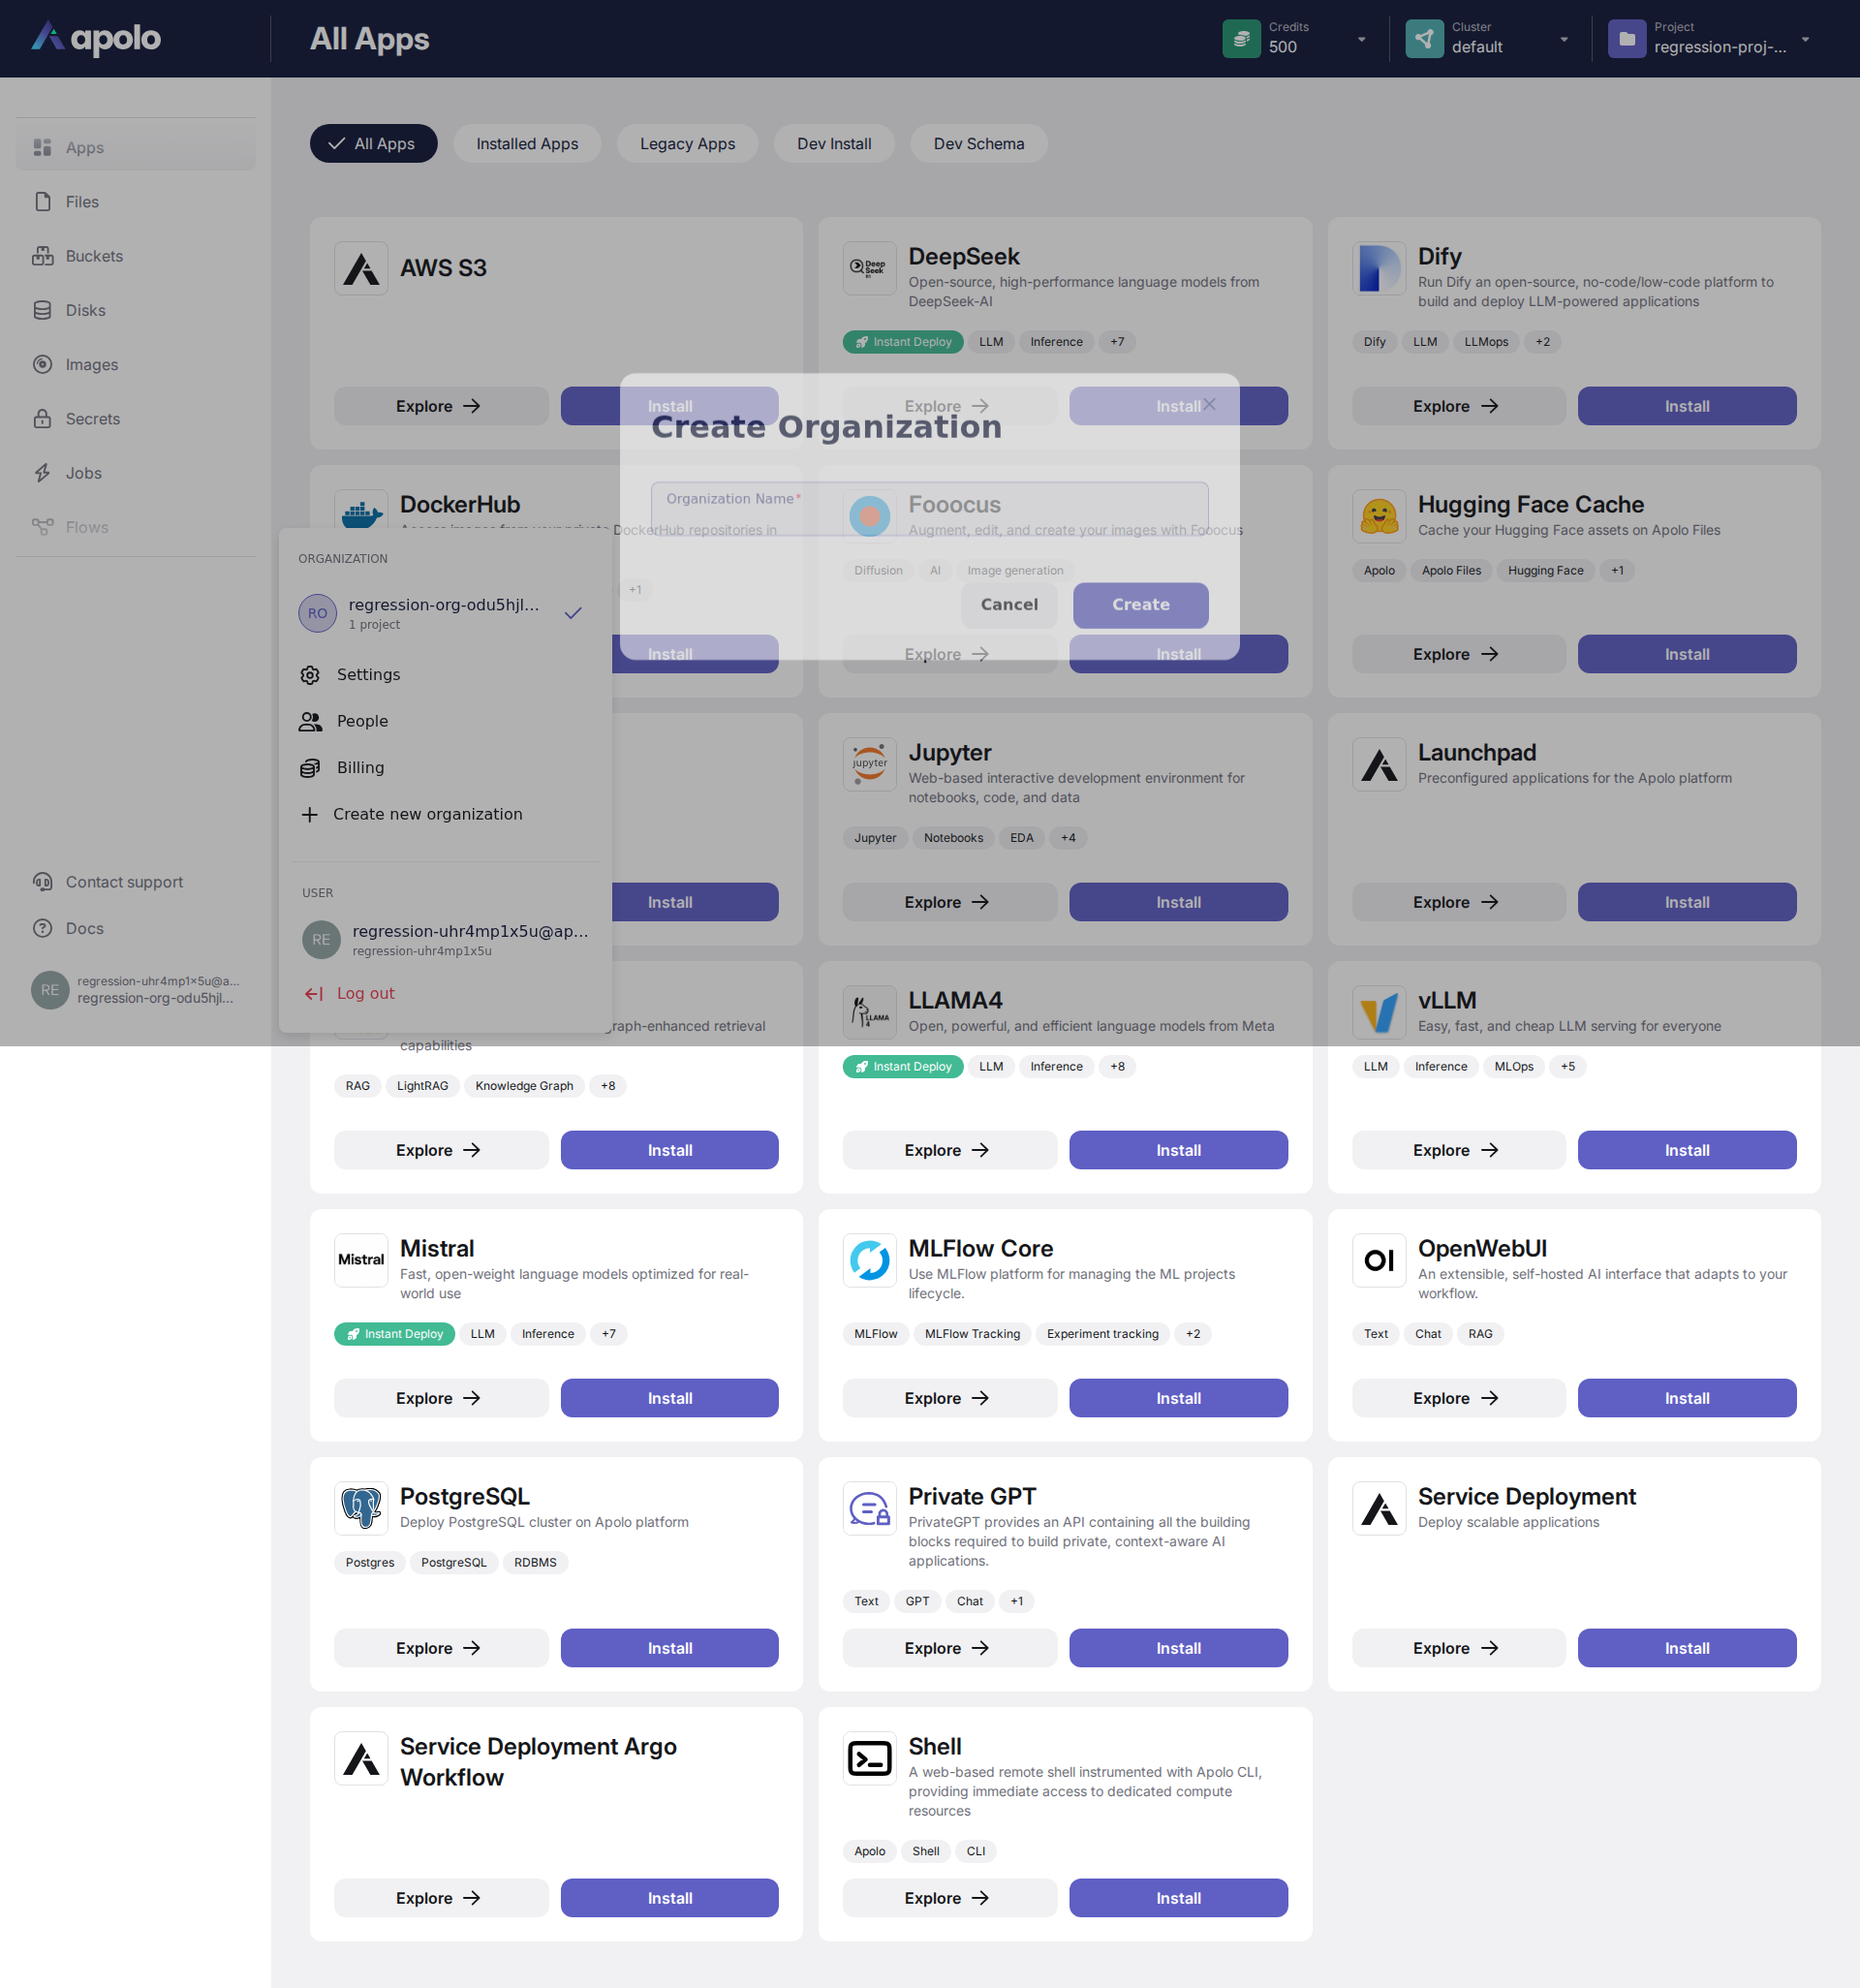 apolo
All Apps
Credits
500
Cluster
default
Project
regression-proj-...
Apps
Files
Buckets
Disks
Images
Secrets
Jobs
Flows
Contact support
Docs
RE
regression-uhr4mp1x5u@a...
regression-org-odu5hjl...
All Apps
Installed Apps
Legacy Apps
Dev Install
Dev Schema
AWS S3
Explore
Install
DeepSeek
Open-source, high-performance language models from
DeepSeek-AI
Instant Deploy
LLM
Inference
+7
Explore
Install
Dify
Run Dify an open-source, no-code/low-code platform to
build and deploy LLM-powered applications
Dify
LLM
LLMops
+2
Explore
Install
Create Organization
Organization Name*
Cancel
Create
DockerHub
Access images from your private DockerHub repositories in
+1
Install
Fooocus
Augment, edit, and create your images with Fooocus
Diffusion
AI
Image generation
Explore
Install
Hugging Face Cache
Cache your Hugging Face assets on Apolo Files
Apolo
Apolo Files
Hugging Face
+1
Explore
Install
ORGANIZATION
RO
regression-org-odu5hjl...
1 project
Settings
People
Billing
Create new organization
USER
RE
regression-uhr4mp1x5u@ap...
regression-uhr4mp1x5u
Log out
Install
Jupyter
Web-based interactive development environment for
notebooks, code, and data
Jupyter
Notebooks
EDA
+4
Explore
Install
Launchpad
Preconfigured applications for the Apolo platform
Explore
Install
raph-enhanced retrieval
capabilities
RAG
LightRAG
Knowledge Graph
+8
Explore
Install
LLAMA4
Open, powerful, and efficient language models from Meta
Instant Deploy
LLM
Inference
+8
Explore
Install
vLLM
Easy, fast, and cheap LLM serving for everyone
LLM
Inference
MLOps
+5
Explore
Install
Mistral
Mistral
Fast, open-weight language models optimized for real-
world use
Instant Deploy
LLM
Inference
+7
Explore
Install
MLFlow Core
Use MLFlow platform for managing the ML projects
lifecycle.
MLFlow
MLFlow Tracking
Experiment tracking
+2
Explore
Install
OI
OpenWebUI
An extensible, self-hosted AI interface that adapts to your
workflow.
Text
Chat
RAG
Explore
Install
PostgreSQL
Deploy PostgreSQL cluster on Apolo platform
Postgres
PostgreSQL
RDBMS
Explore
Install
Private GPT
PrivateGPT provides an API containing all the building
blocks required to build private, context-aware AI
applications.
Text
GPT
Chat
+1
Explore
Install
Service Deployment
Deploy scalable applications
Explore
Install
Service Deployment Argo
Workflow
Explore
Install
Shell
A web-based remote shell instrumented with Apolo CLI,
providing immediate access to dedicated compute
resources
Apolo
Shell
CLI
Explore
Install